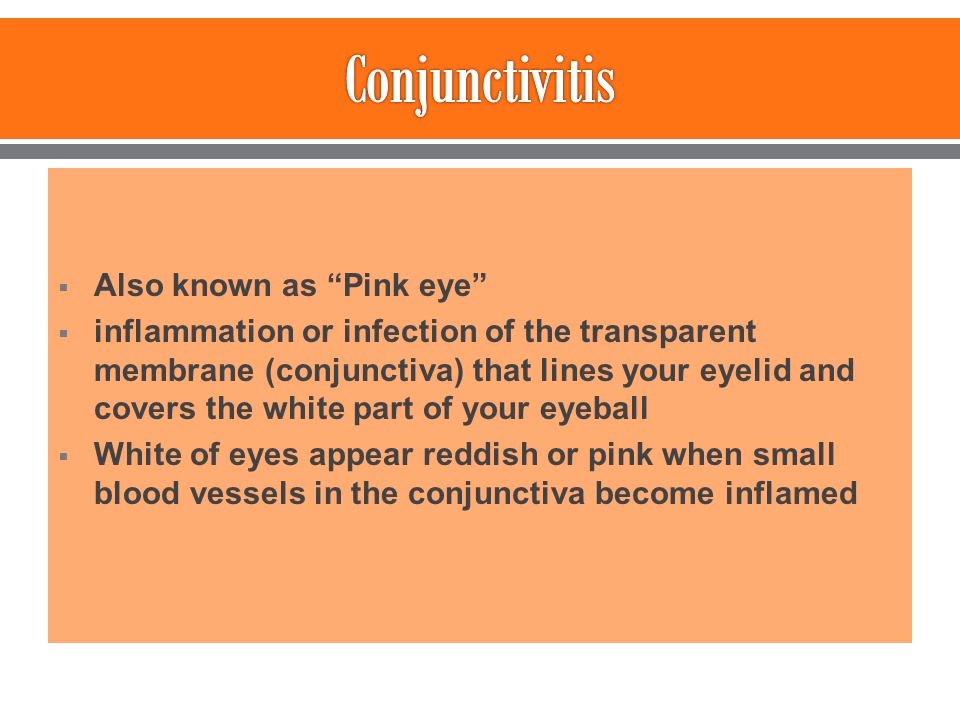 Conjunctivitis
▪ Also known as “Pink eye”
▪ inflammation or infection of the transparent
membrane (conjunctiva) that lines your eyelid and
covers the white part of your eyeball
▪ White of eyes appear reddish or pink when small
blood vessels in the conjunctiva become inflamed